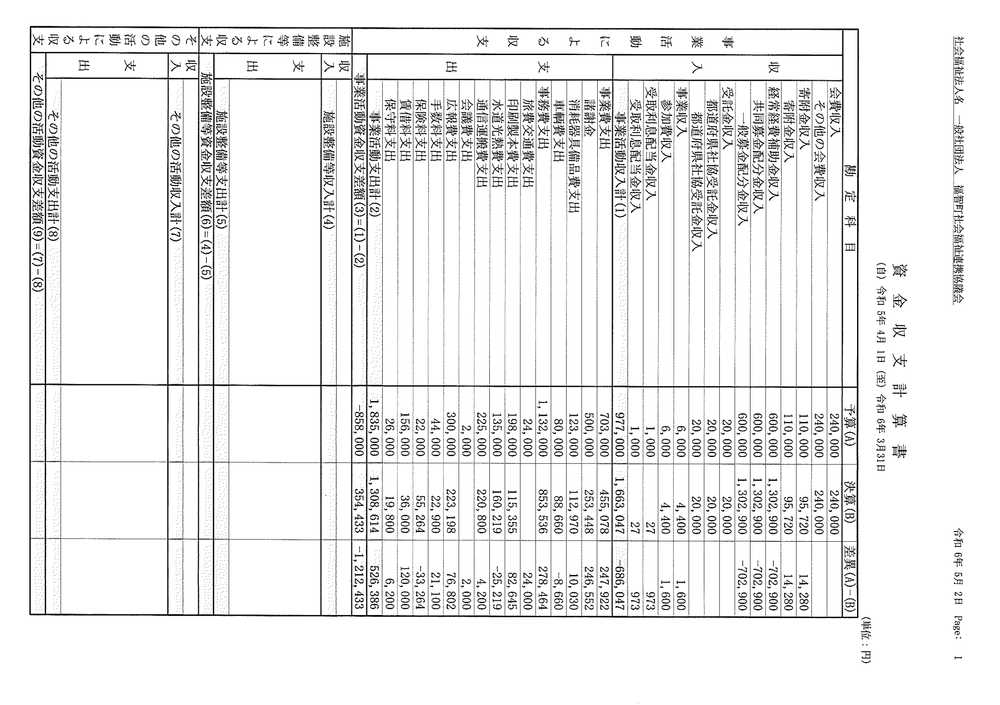 社会福祉法人名　一般社団法人　福智町社会福祉連携協議会
令和 6年 5月 2日　Page:　1
資金収支計算書
(自) 令和 5年 4月 1日 (至) 令和 6年 3月31日
(単位：円)
勘定科目　予算(A)　決算(B)　差異(A)-(B)
事業活動による収支
収入
会費収入　240,000　240,000
その他の会費収入　240,000　240,000
寄附金収入　110,000　95,720　14,280
寄附金収入　110,000　95,720　14,280
経常経費補助金収入　600,000　1,302,900　-702,900
共同募金配分金収入　600,000　1,302,900　-702,900
一般募金配分金収入　600,000　1,302,900　-702,900
受託金収入　20,000　20,000
都道府県社協受託金収入　20,000　20,000
都道府県社協受託金収入　20,000　20,000
事業収入　6,000　4,400　1,600
参加費収入　6,000　4,400　1,600
受取利息配当金収入　1,000　27　973
受取利息配当金収入　1,000　27　973
事業活動収入計(1)　977,000　1,663,047　-686,047
支出
事業費支出　703,000　455,078　247,922
諸謝金　500,000　253,448　246,552
消耗器具備品費支出　123,000　112,970　10,030
車輌費支出　80,000　88,660　-8,660
事務費支出　1,132,000　853,536　278,464
旅費交通費支出　24,000　24,000
印刷製本費支出　198,000　115,355　82,645
水道光熱費支出　135,000　160,219　-25,219
通信運搬費支出　225,000　220,800　4,200
会議費支出　2,000　2,000
広報費支出　300,000　223,198　76,802
手数料支出　44,000　22,900　21,100
保険料支出　22,000　55,264　-33,264
賃借料支出　156,000　36,000　120,000
保守料支出　26,000　19,800　6,200
事業活動支出計(2)　1,835,000　1,308,614　526,386
事業活動資金収支差額(3)=(1)-(2)　-858,000　354,433　-1,212,433
施設整備等による収支
収入
施設整備等収入計(4)
支出
施設整備等支出計(5)
施設整備等資金収支差額(6)=(4)-(5)
その他の活動による収支
収入
その他の活動収入計(7)
支出
その他の活動支出計(8)
その他の活動資金収支差額(9)=(7)-(8)